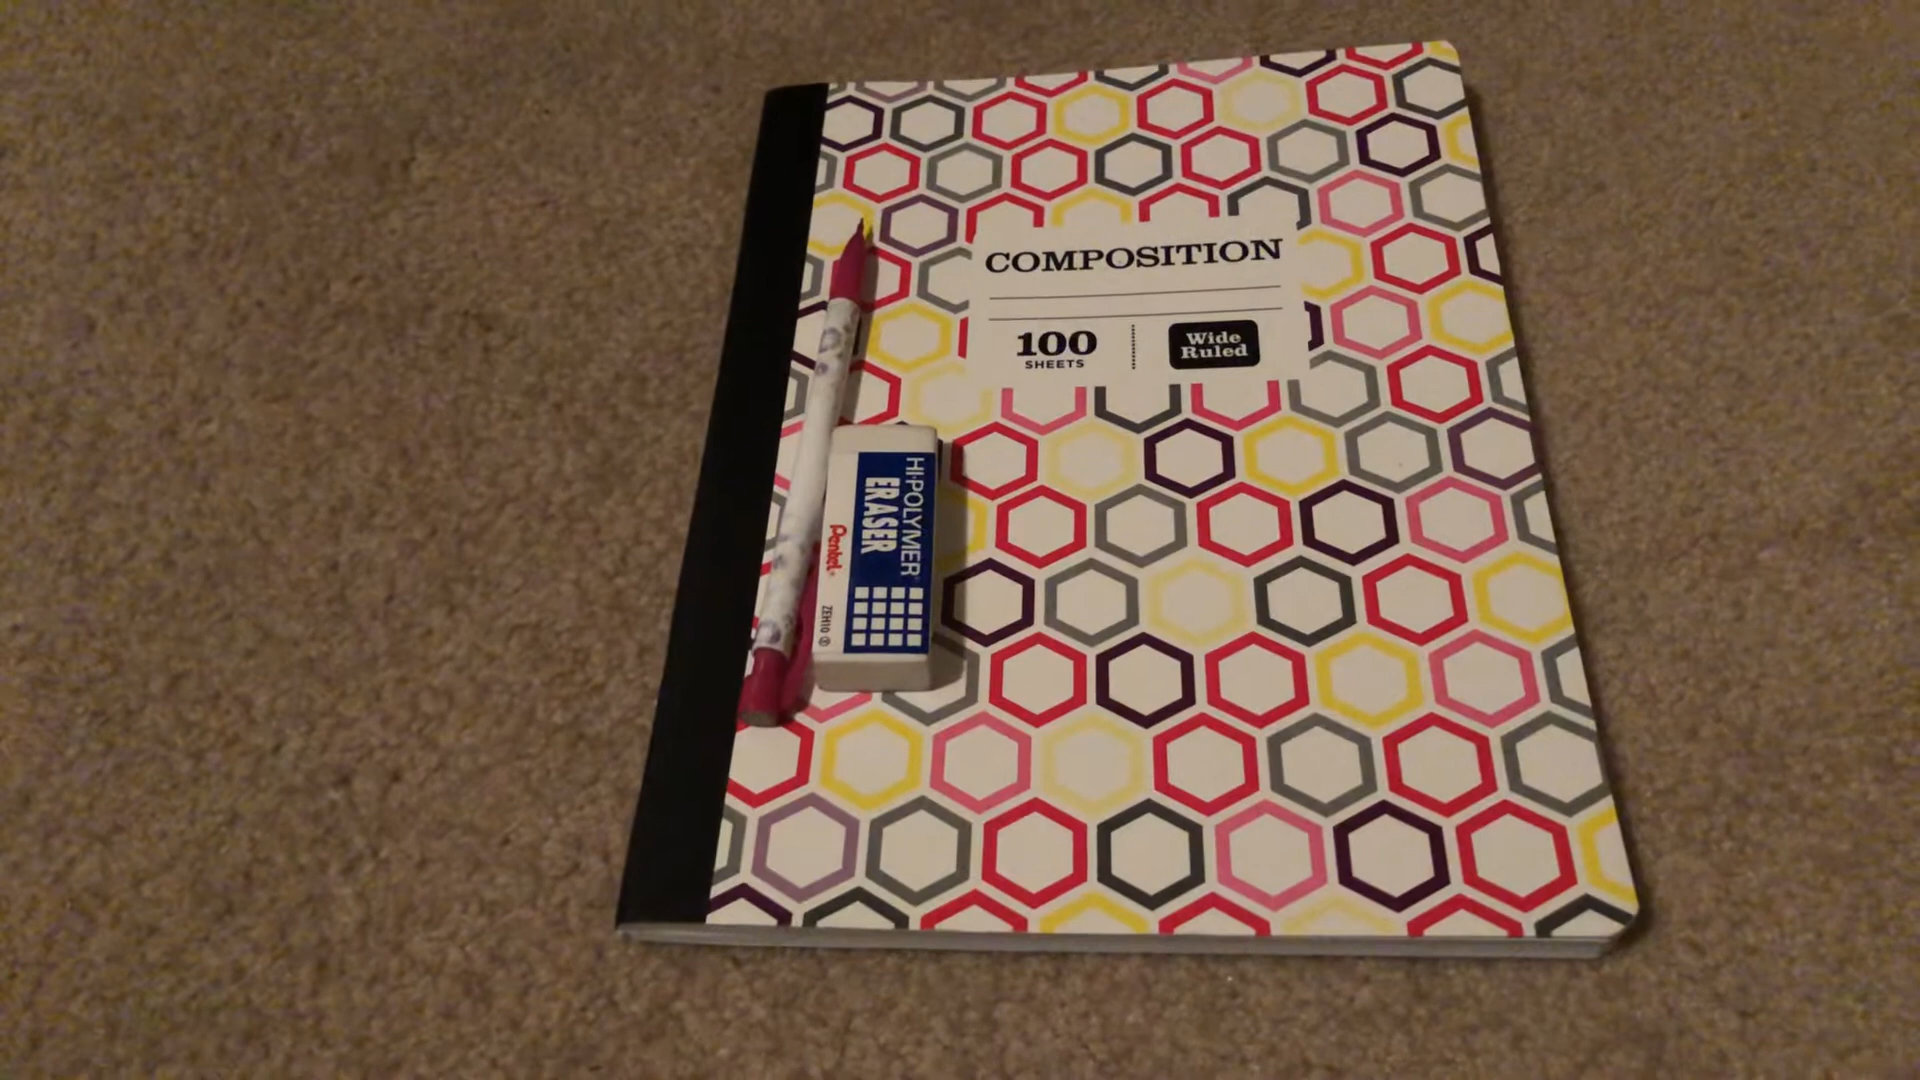 COMPOSITION
100
SHEETS
Wide
Ruled
HI-POLYMER
ERASER
Pentel
ZEH10